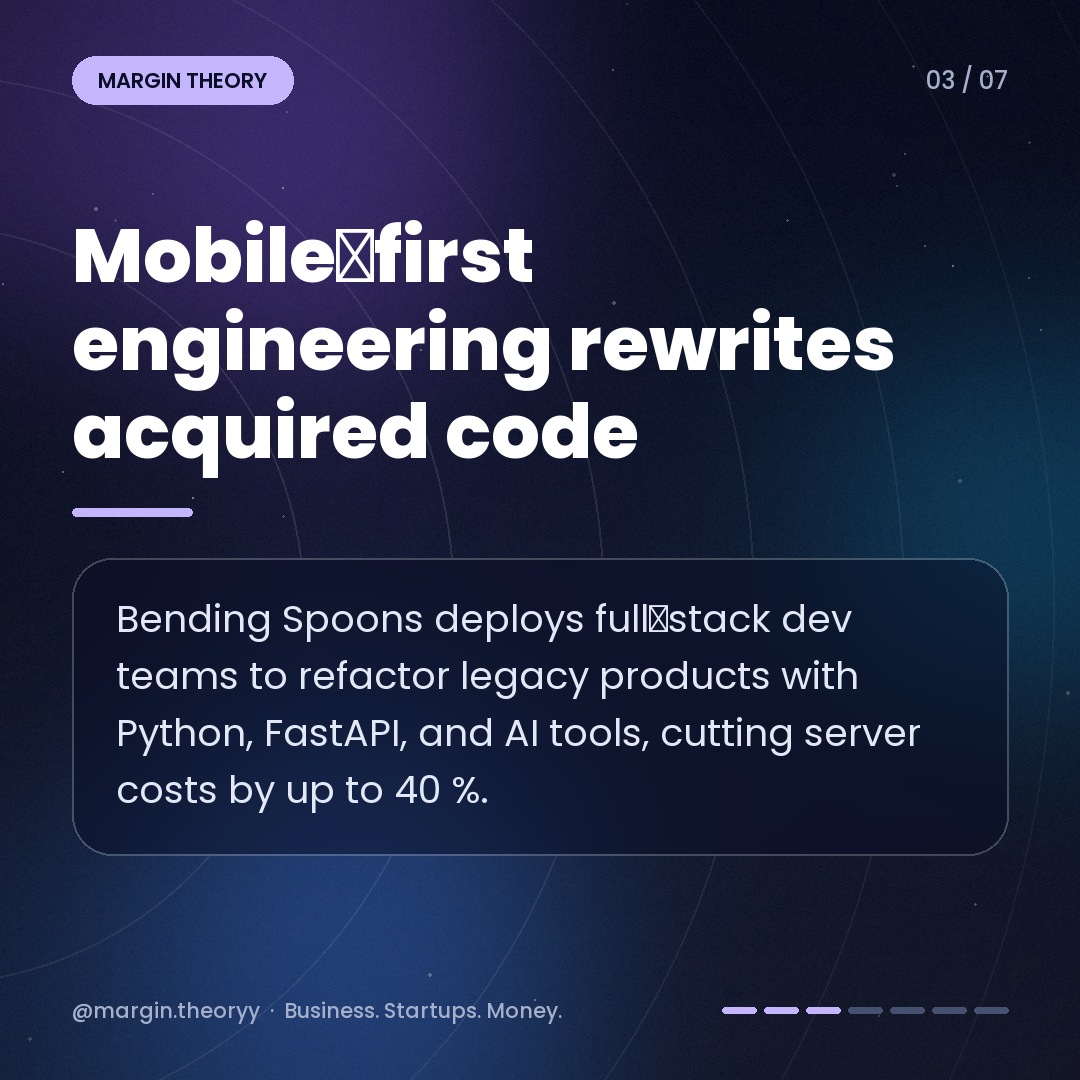 MARGIN THEORY
03 / 07
Mobile☒first
engineering rewrites
acquired code
Bending Spoons deploys full☒stack dev
teams to refactor legacy products with
Python, FastAPI, and AI tools, cutting server
costs by up to 40 %.
@margin.theoryy · Business. Startups. Money.